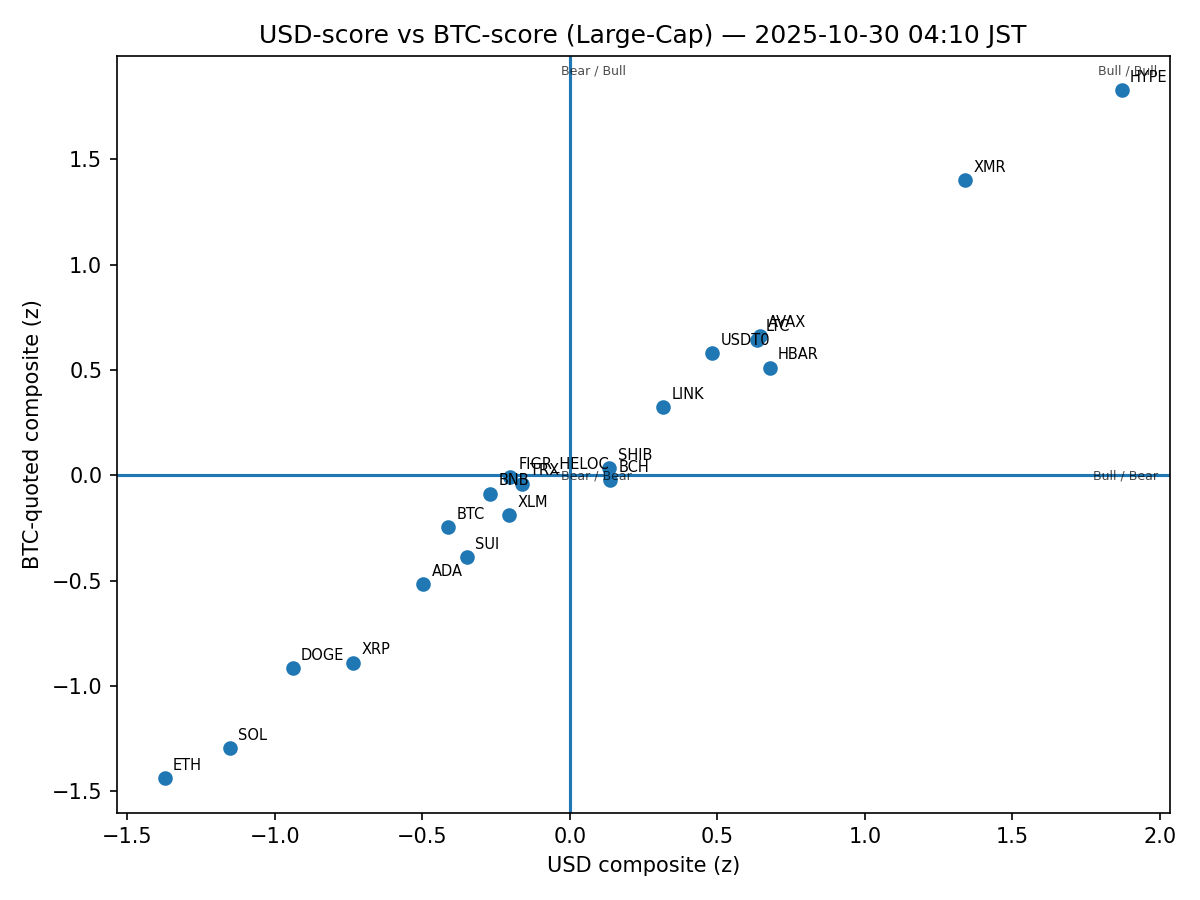 USD-score vs BTC-score (Large-Cap) — 2025-10-30 04:10 JST
Bear / Bull
Bull / Bull
HYPE
XMR
AVAX
LTC
USDT0
HBAR
LINK
SHIB
FIGR_HELOC
BCH
TRX
Bear / Bear
Bull / Bear
BNB
XLM
BTC
SUI
ADA
XRP
DOGE
SOL
ETH
1.5
1.0
0.5
0.0
−0.5
−1.0
−1.5
−1.5
−1.0
−0.5
0.0
0.5
1.0
1.5
2.0
USD composite (z)
BTC-quoted composite (z)